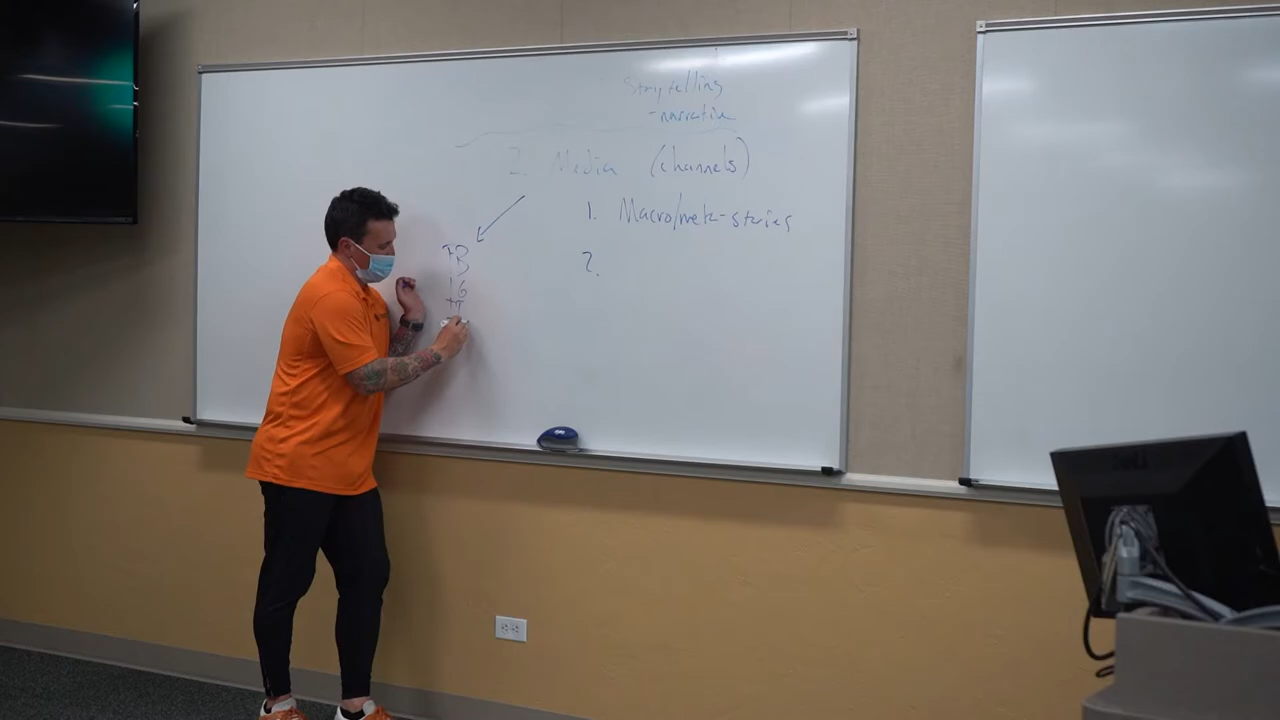 Storytelling
-narrative
2. Media (channels)
1. Macro/meta-stories
2.
FB
IG